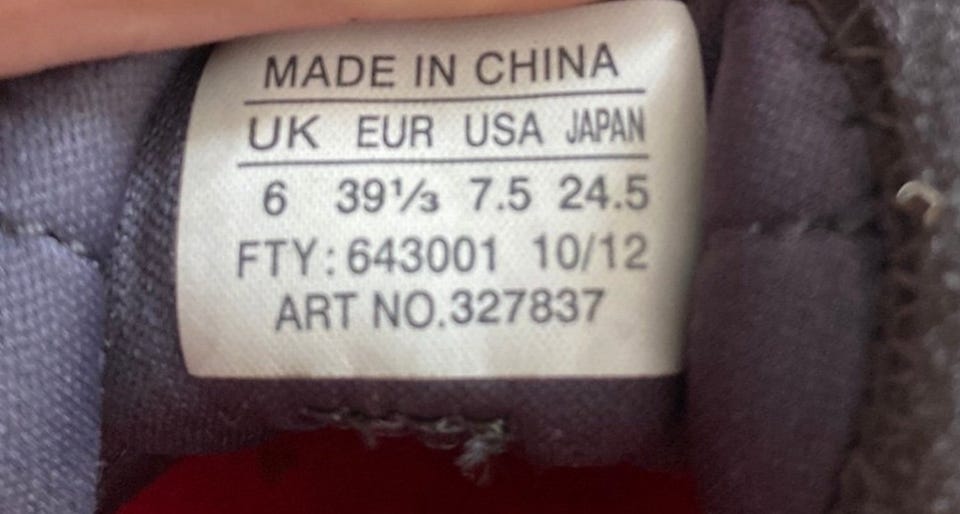 MADE IN CHINA
UK EUR USA JAPAN
6 39⅓ 7.5 24.5
FTY: 643001 10/12
ART NO.327837